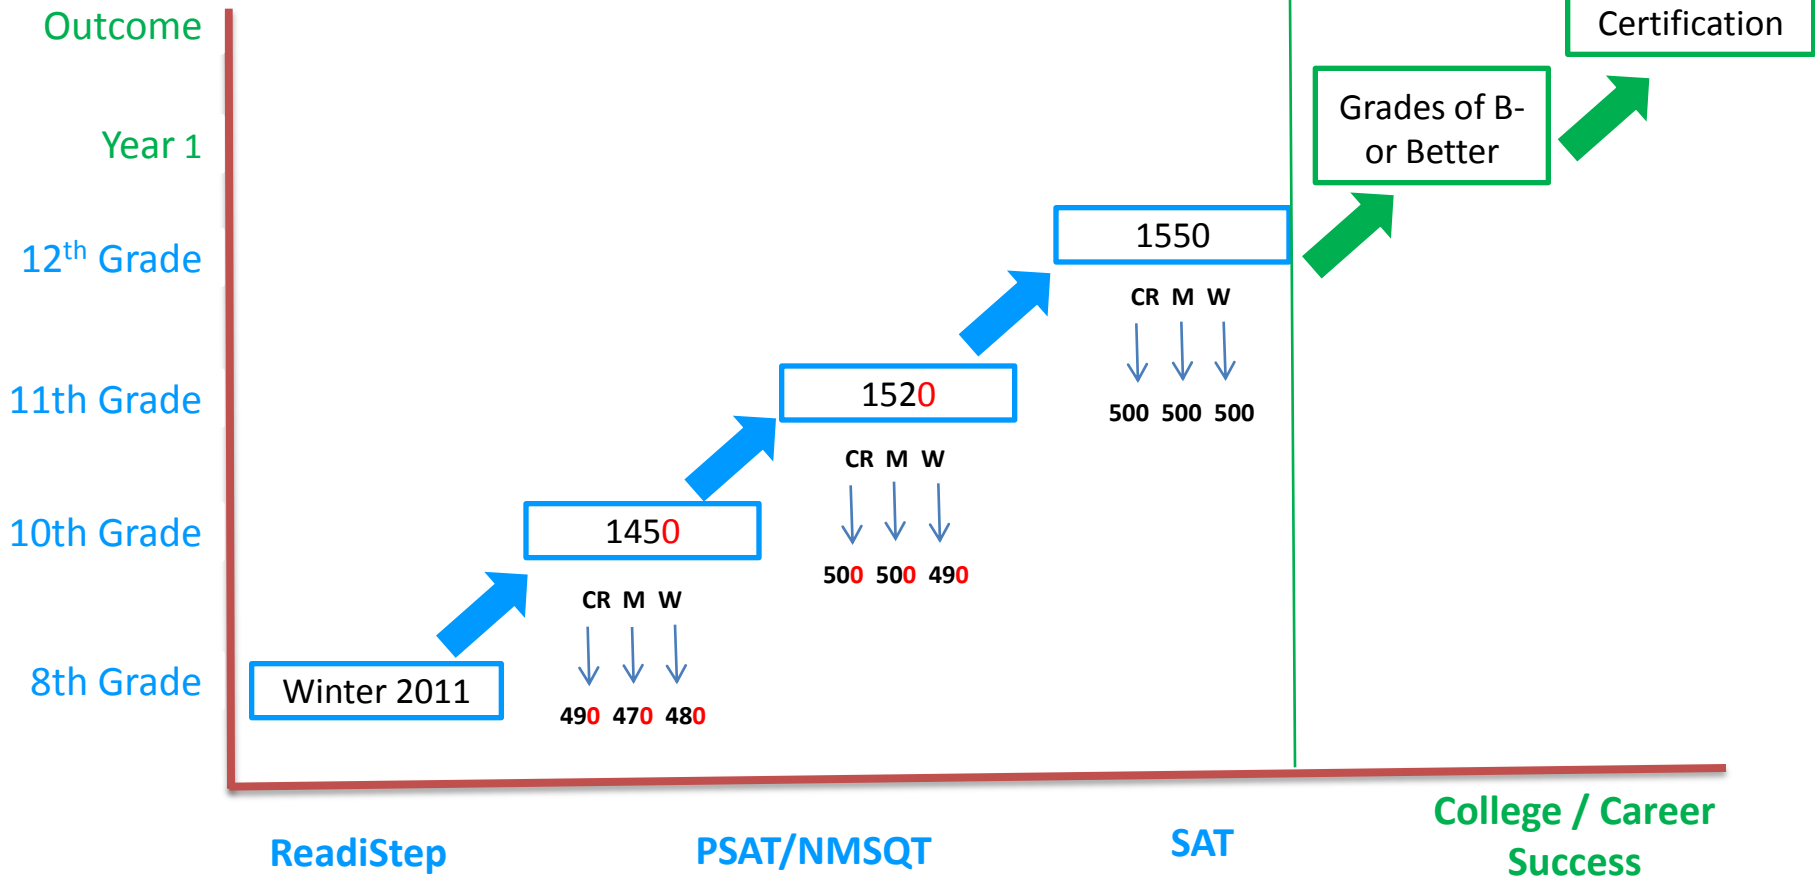 Outcome
Certification
Year 1
Grades of B-
or Better
12th Grade
1550
CR M W
500 500 500
11th Grade
1520
CR M W
500 500 490
10th Grade
1450
CR M W
490 470 480
8th Grade
Winter 2011
ReadiStep
PSAT/NMSQT
SAT
College / Career
Success